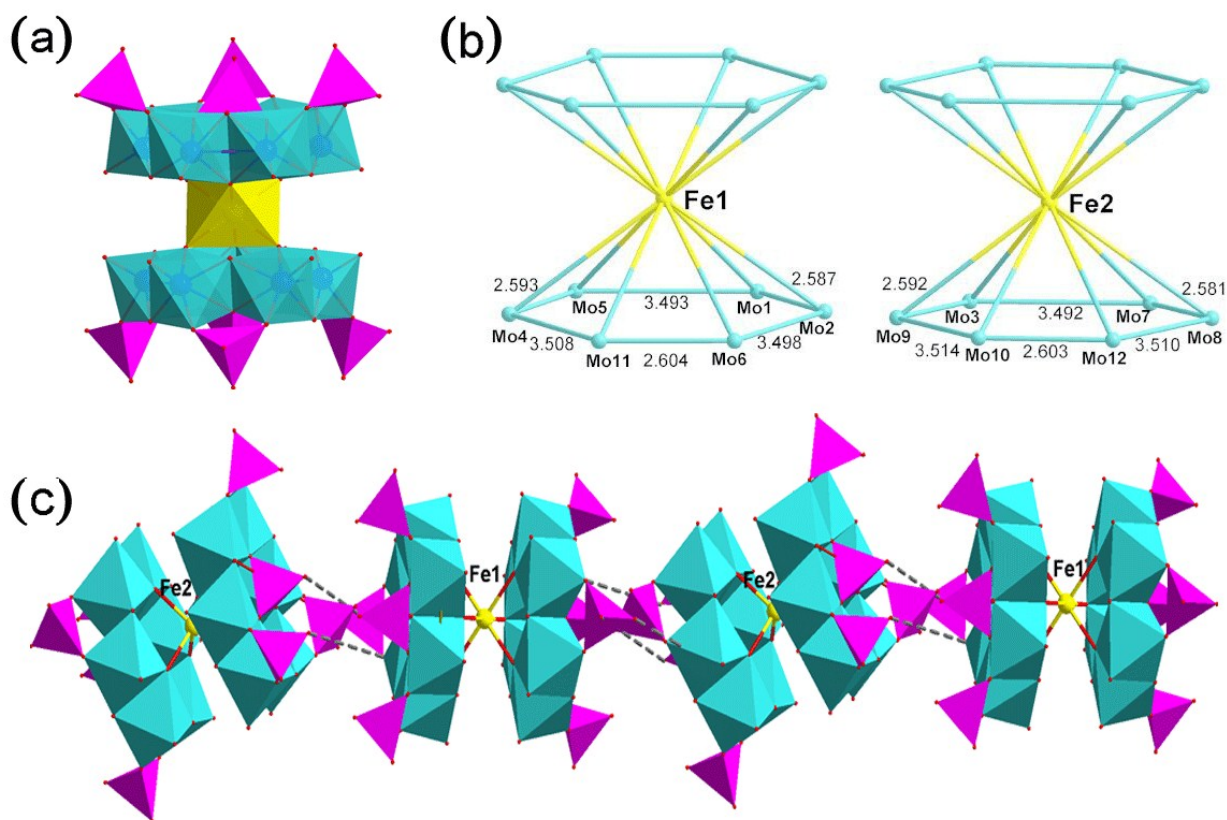 (a)
(b)
Fe1
2.593
2.587
Mo5
3.493
Mo1
Mo4
Mo2
3.508
3.498
Mo11
2.604
Mo6
Fe2
2.592
2.581
Mo3
Mo7
3.492
Mo9
Mo8
3.514
3.510
Mo10
2.603
Mo12
(c)
Fe2
Fe1
Fe2
Fe1